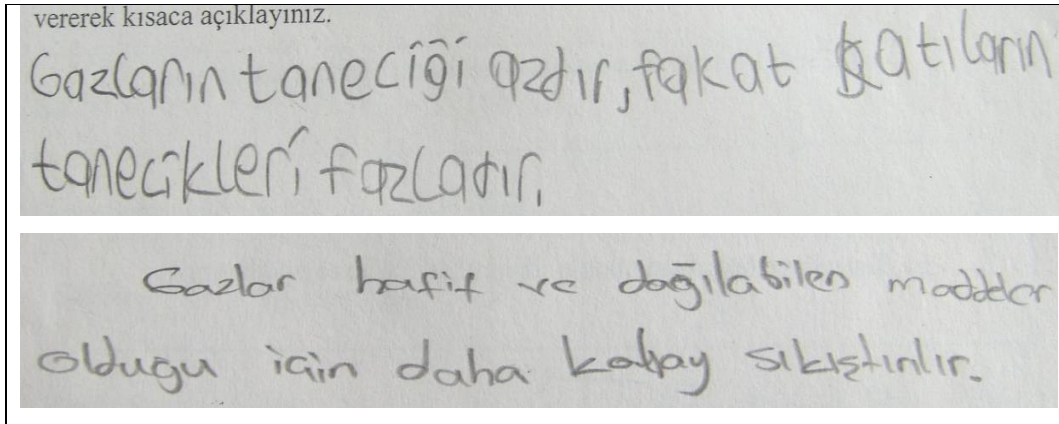 vererek kısaca açıklayınız.
Gazların taneciği azdır, fakat katıların
tanecikleri fazladır.
Gazlar hafif ve dağılabilen maddeler
olduğu için daha kolay sıkıştırılır.